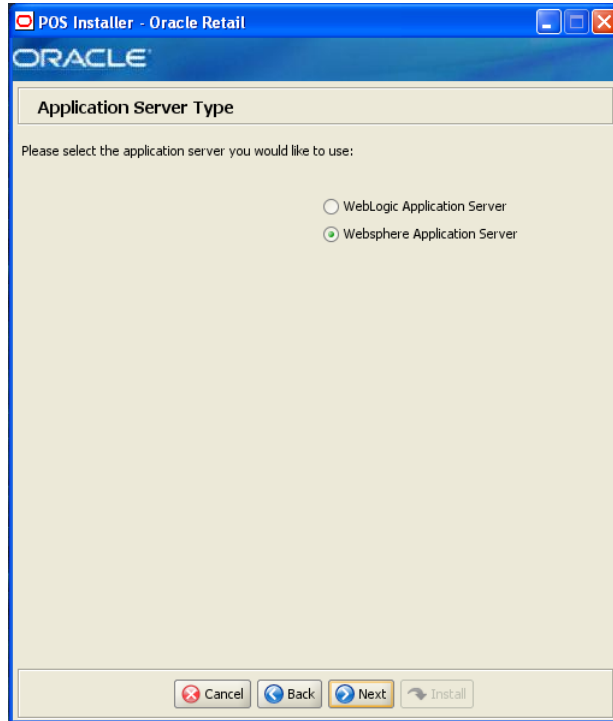 POS Installer - Oracle Retail
ORACLE
Application Server Type
Please select the application server you would like to use:
WebLogic Application Server
Websphere Application Server
Cancel Back Next Install